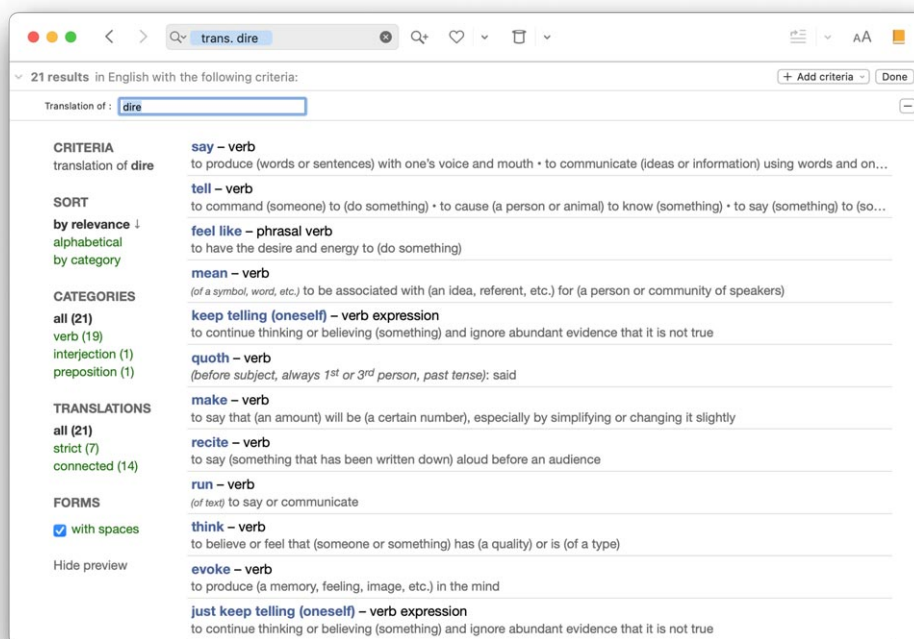 trans. dire
AA
21 results in English with the following criteria:
+ Add criteria
Done
Translation of :
dire
CRITERIA
translation of dire
SORT
by relevance ↓
alphabetical
by category
CATEGORIES
all (21)
verb (19)
interjection (1)
preposition (1)
TRANSLATIONS
all (21)
strict (7)
connected (14)
FORMS
with spaces
Hide preview
say – verb
to produce (words or sentences) with one’s voice and mouth • to communicate (ideas or information) using words and on…
tell – verb
to command (someone) to (do something) • to cause (a person or animal) to know (something) • to say (something) to (so…
feel like – phrasal verb
to have the desire and energy to (do something)
mean – verb
(of a symbol, word, etc.) to be associated with (an idea, referent, etc.) for (a person or community of speakers)
keep telling (oneself) – verb expression
to continue thinking or believing (something) and ignore abundant evidence that it is not true
quoth – verb
(before subject, always 1st or 3rd person, past tense): said
make – verb
to say that (an amount) will be (a certain number), especially by simplifying or changing it slightly
recite – verb
to say (something that has been written down) aloud before an audience
run – verb
(of text) to say or communicate
think – verb
to believe or feel that (someone or something) has (a quality) or is (of a type)
evoke – verb
to produce (a memory, feeling, image, etc.) in the mind
just keep telling (oneself) – verb expression
to continue thinking or believing (something) and ignore abundant evidence that it is not true